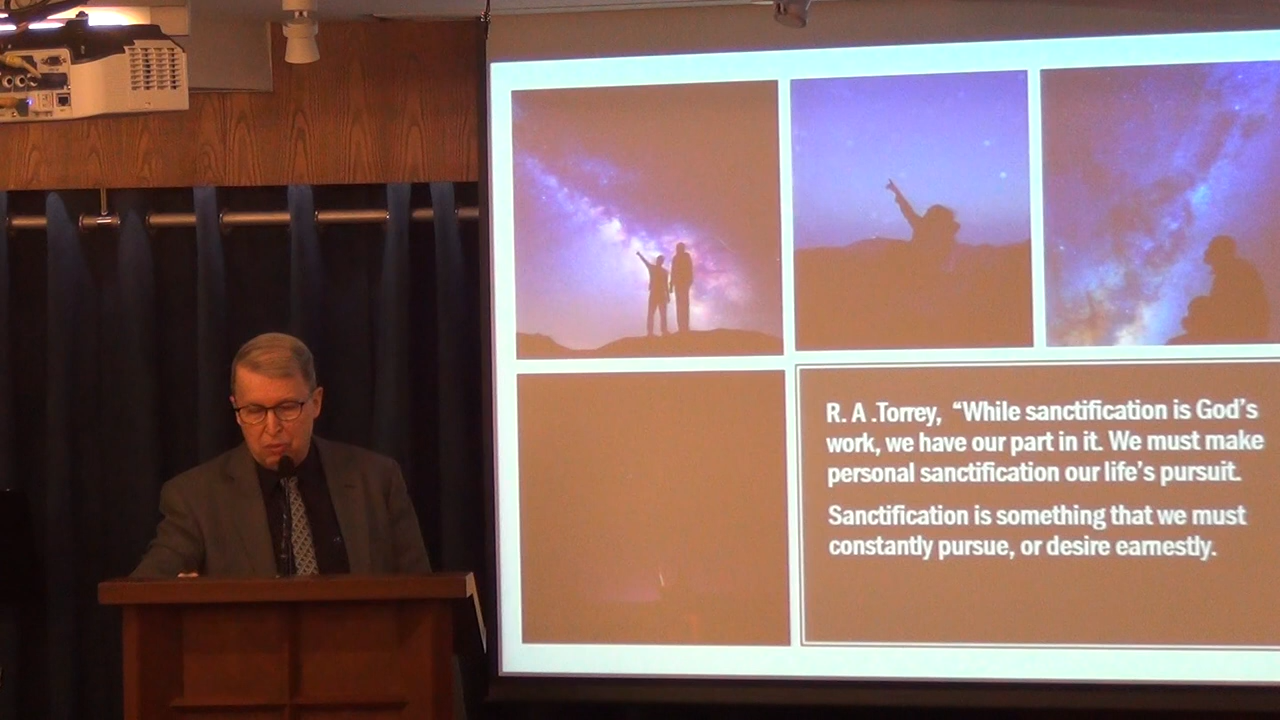 R. A .Torrey,  “While sanctification is God’s
work, we have our part in it. We must make
personal sanctification our life’s pursuit.
Sanctification is something that we must
constantly pursue, or desire earnestly.